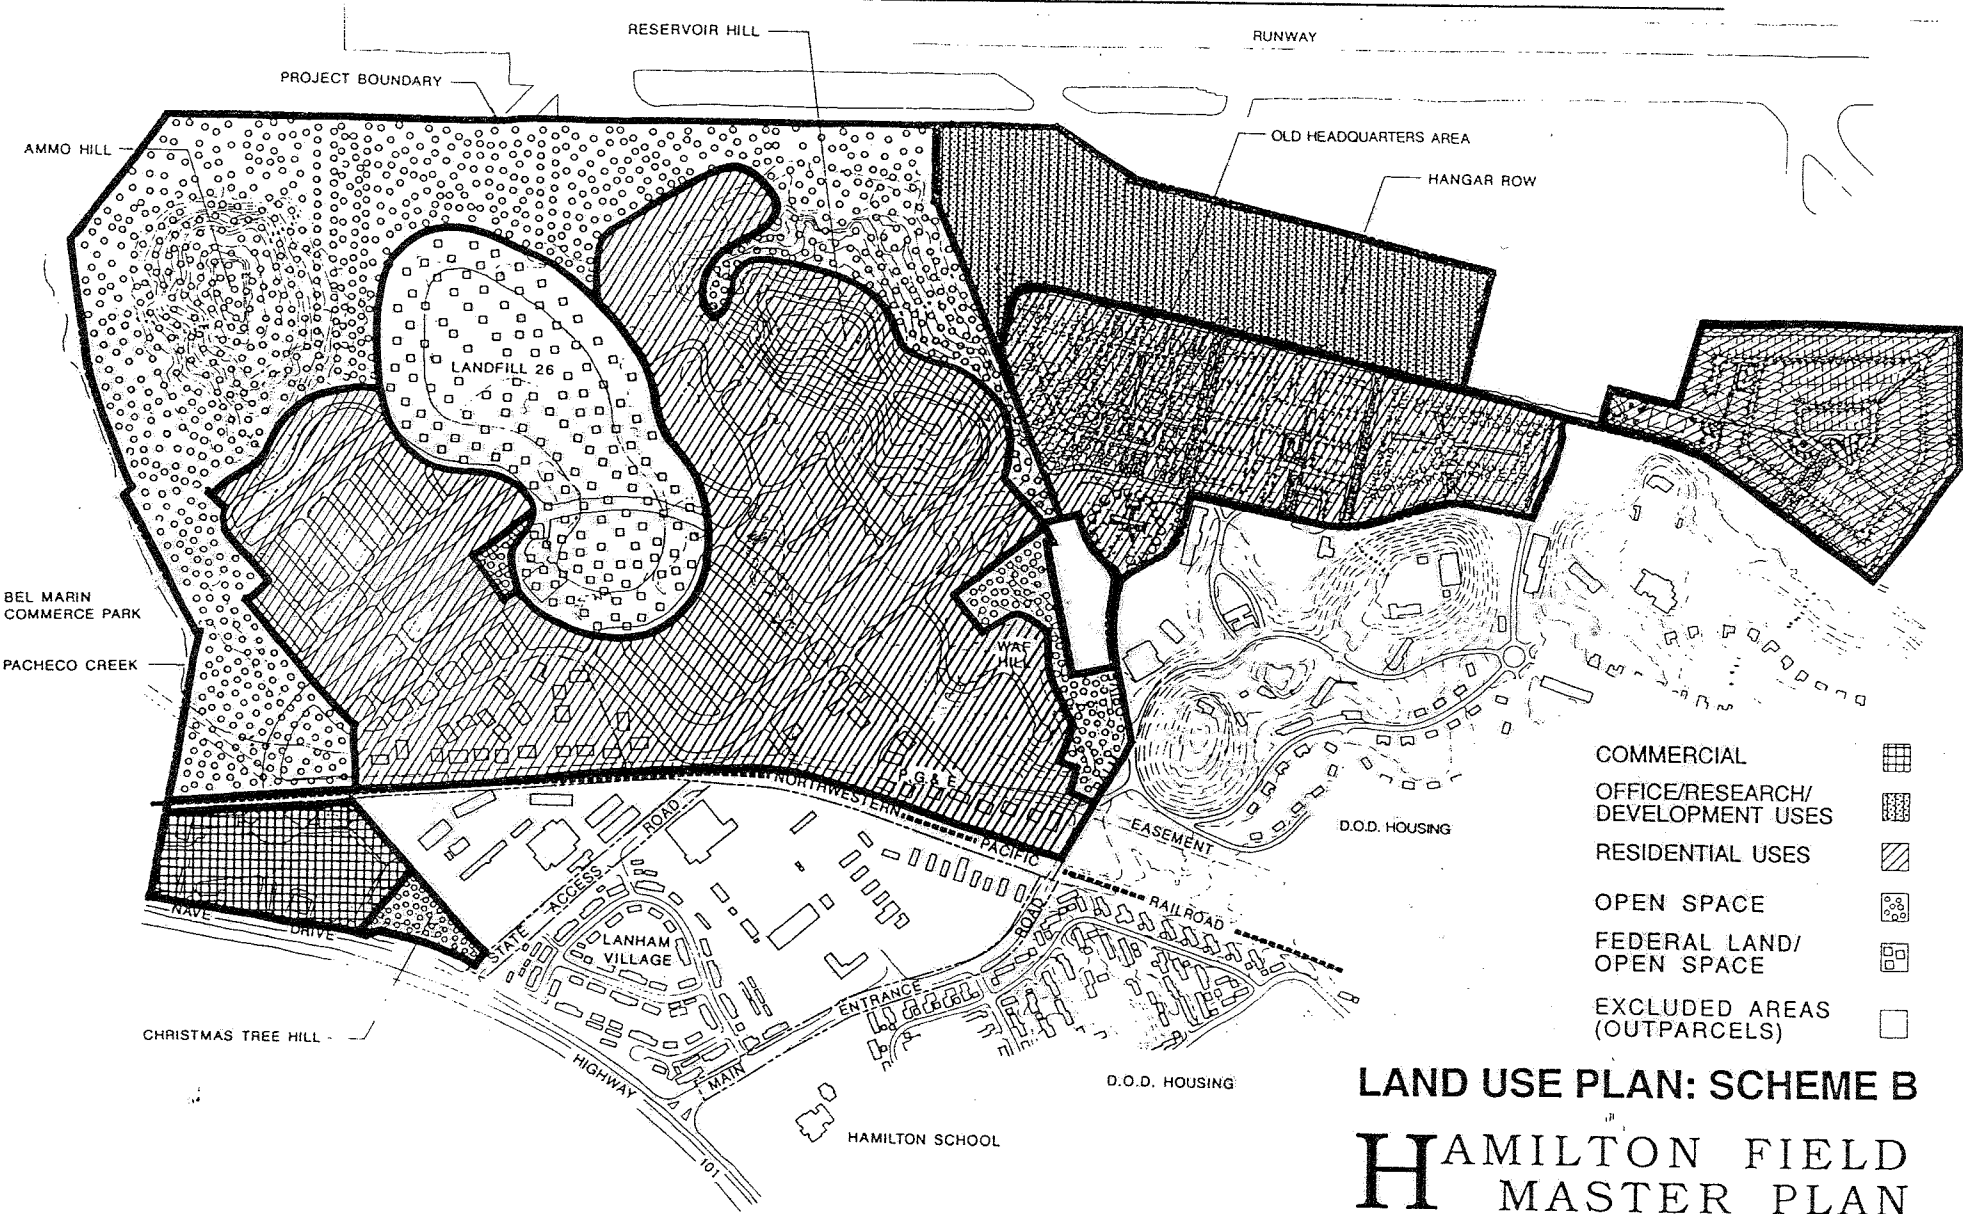 RESERVOIR HILL
RUNWAY
PROJECT BOUNDARY
OLD HEADQUARTERS AREA
AMMO HILL
HANGAR ROW
LANDFILL 26
BEL MARIN
COMMERCE PARK
PACHECO CREEK
WAF
HILL
P.G.& E.
NORTHWESTERN
PACIFIC
RAILROAD
EASEMENT
D.O.D. HOUSING
STATE ACCESS ROAD
NAVE DRIVE
LANHAM
VILLAGE
MAIN ENTRANCE ROAD
CHRISTMAS TREE HILL
HIGHWAY 101
D.O.D. HOUSING
HAMILTON SCHOOL
COMMERCIAL
OFFICE/RESEARCH/
DEVELOPMENT USES
RESIDENTIAL USES
OPEN SPACE
FEDERAL LAND/
OPEN SPACE
EXCLUDED AREAS
(OUTPARCELS)
LAND USE PLAN: SCHEME B
HAMILTON FIELD
MASTER PLAN